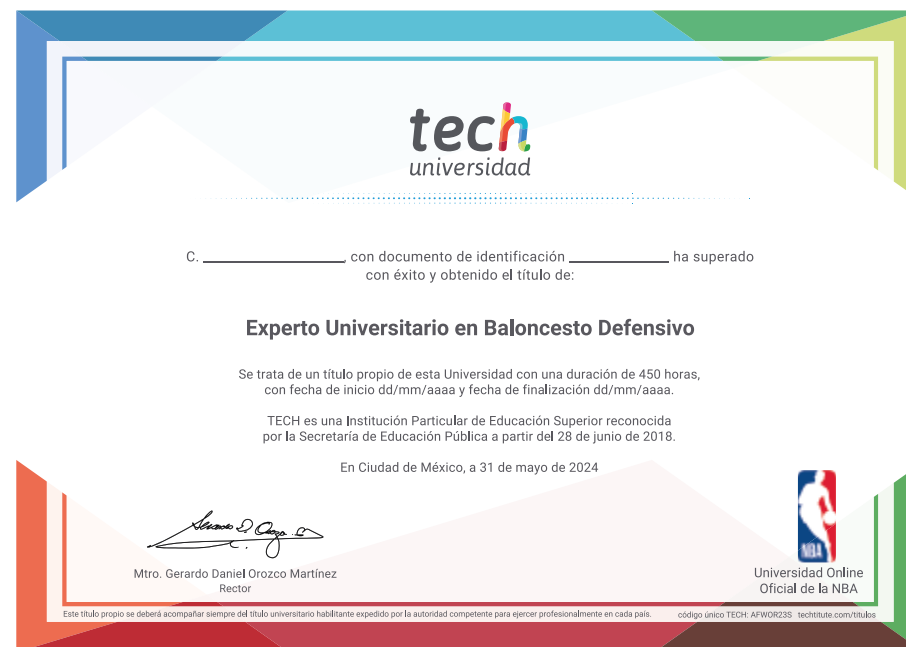 tech
universidad
C. ____________, con documento de identificación ____________ ha superado
con éxito y obtenido el título de:
Experto Universitario en Baloncesto Defensivo
Se trata de un título propio de esta Universidad con una duración de 450 horas,
con fecha de inicio dd/mm/aaaa y fecha de finalización dd/mm/aaaa.
TECH es una Institución Particular de Educación Superior reconocida
por la Secretaría de Educación Pública a partir del 28 de junio de 2018.
En Ciudad de México, a 31 de mayo de 2024
Mtro. Gerardo Daniel Orozco Martínez
Rector
NBA
Universidad Online
Oficial de la NBA
Este título propio se deberá acompañar siempre del título universitario habilitante expedido por la autoridad competente para ejercer profesionalmente en cada país.
código único TECH: AFWOR23S techtitute.com/titulos